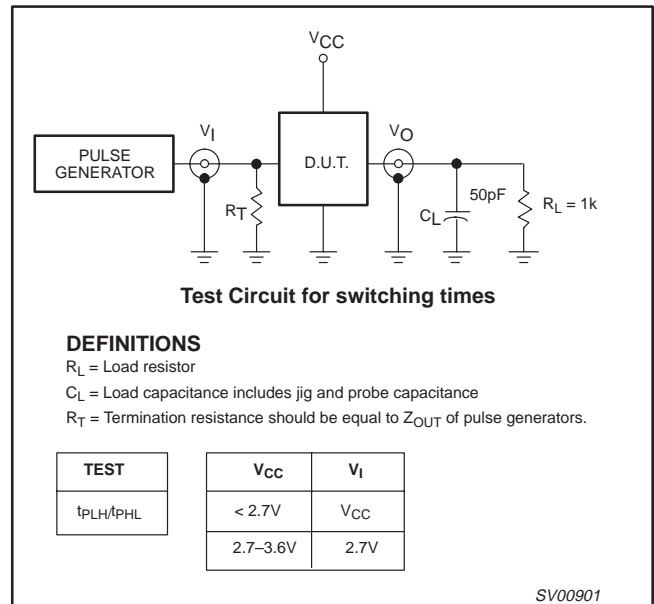 VCC
VI
VO
PULSE
GENERATOR
D.U.T.
RT
50pF
CL
RL = 1k
Test Circuit for switching times
DEFINITIONS
RL = Load resistor
CL = Load capacitance includes jig and probe capacitance
RT = Termination resistance should be equal to ZOUT of pulse generators.
TEST
tPLH/tPHL
VCC VI
< 2.7V VCC
2.7–3.6V 2.7V
SV00901